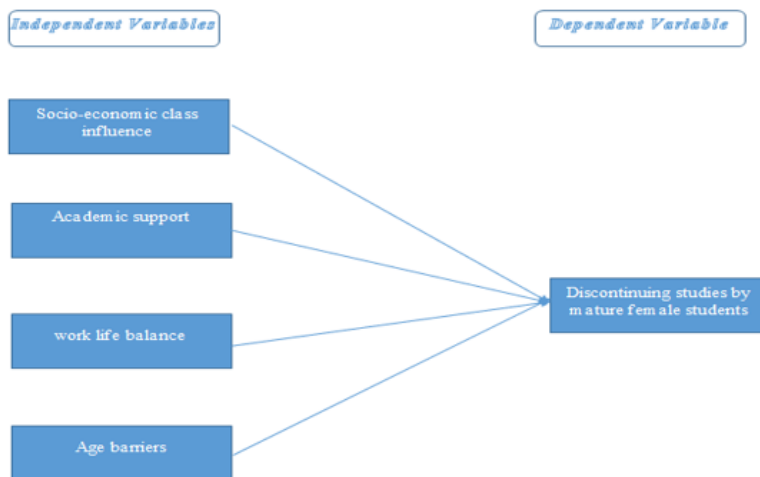 Independent Variables
Dependent Variable
Socio-economic class
influence
Academic support
work life balance
Age barriers
Discontinuing studies by
mature female students